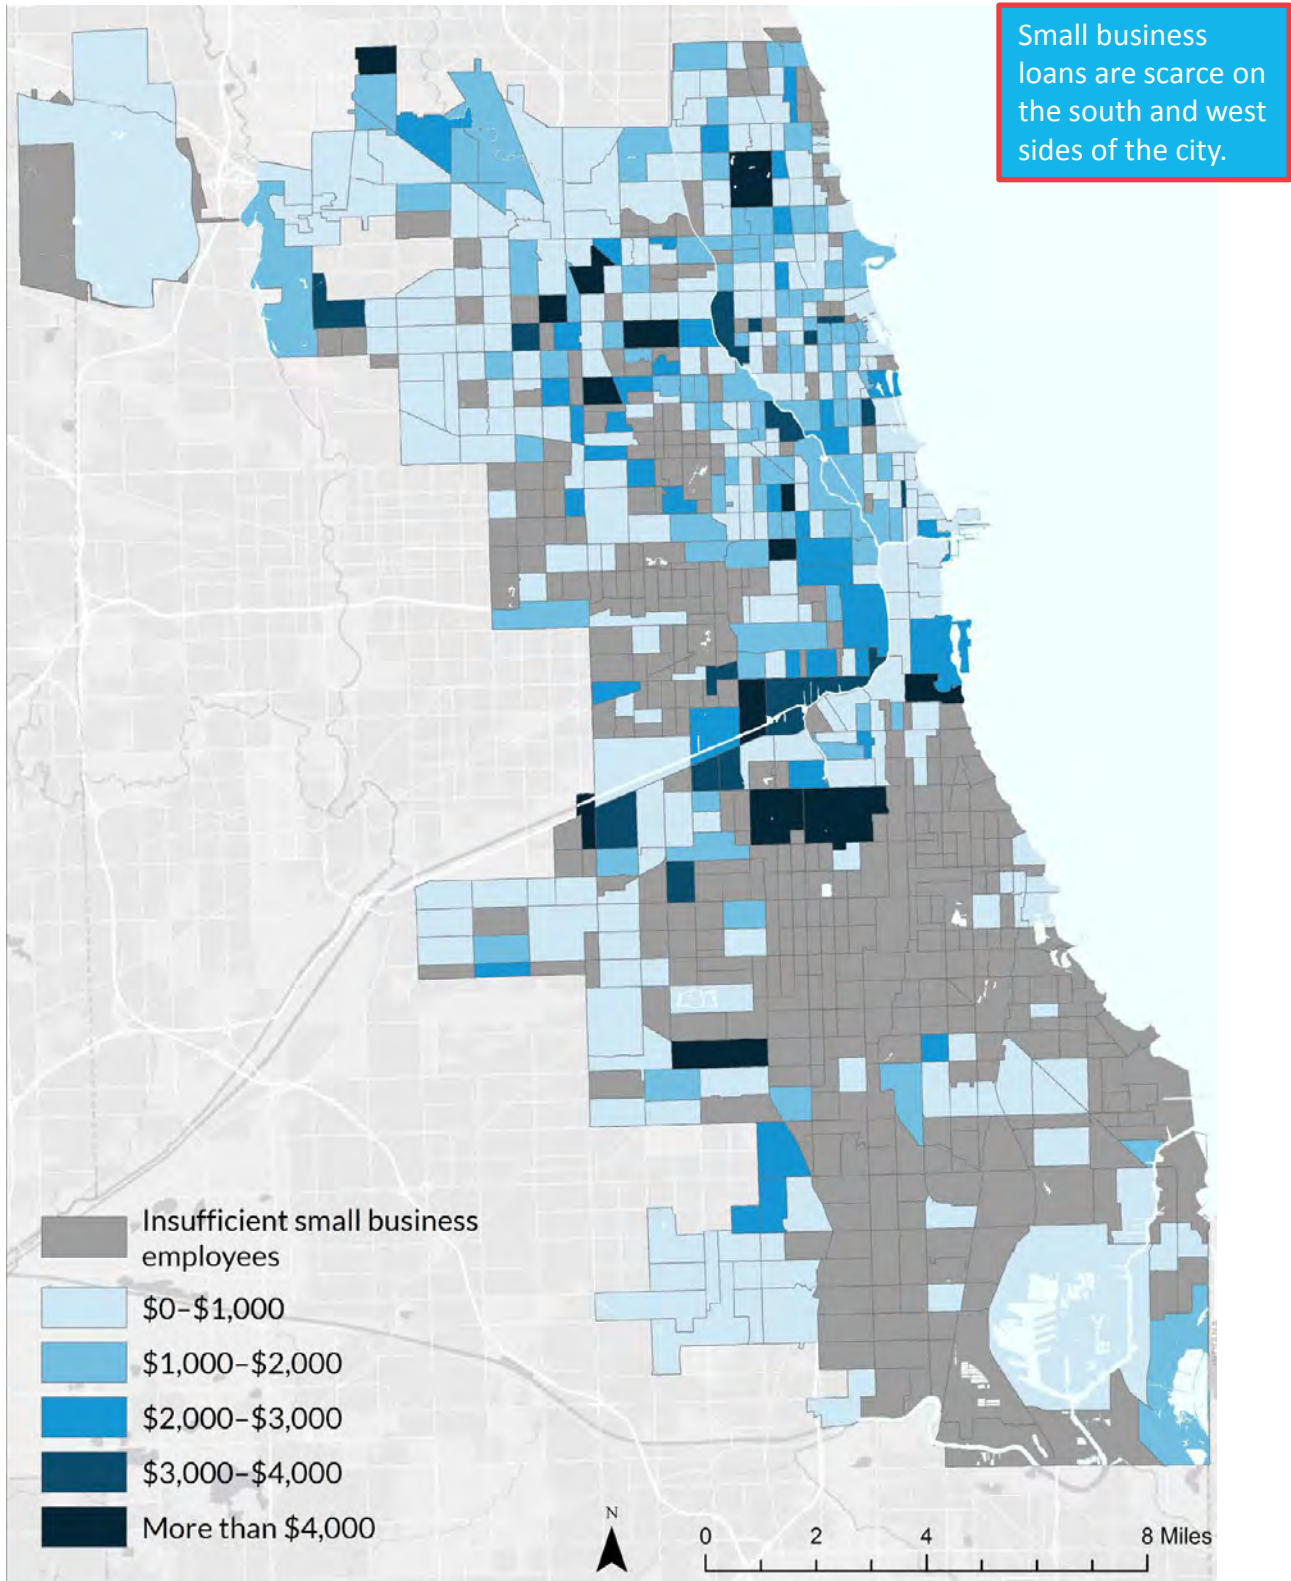 Small business
loans are scarce on
the south and west
sides of the city.
Insufficient small business
employees
$0–$1,000
$1,000–$2,000
$2,000–$3,000
$3,000–$4,000
More than $4,000
N
0 2 4 8 Miles